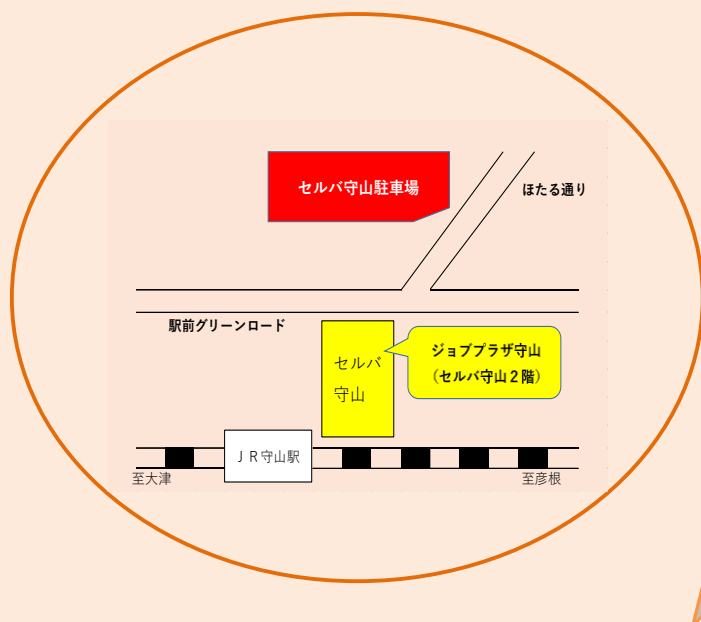 セルバ守山駐車場
ほたる通り
駅前グリーンロード
ジョブプラザ守山
（セルバ守山２階）
セルバ
守山
ＪＲ守山駅
至大津
至彦根